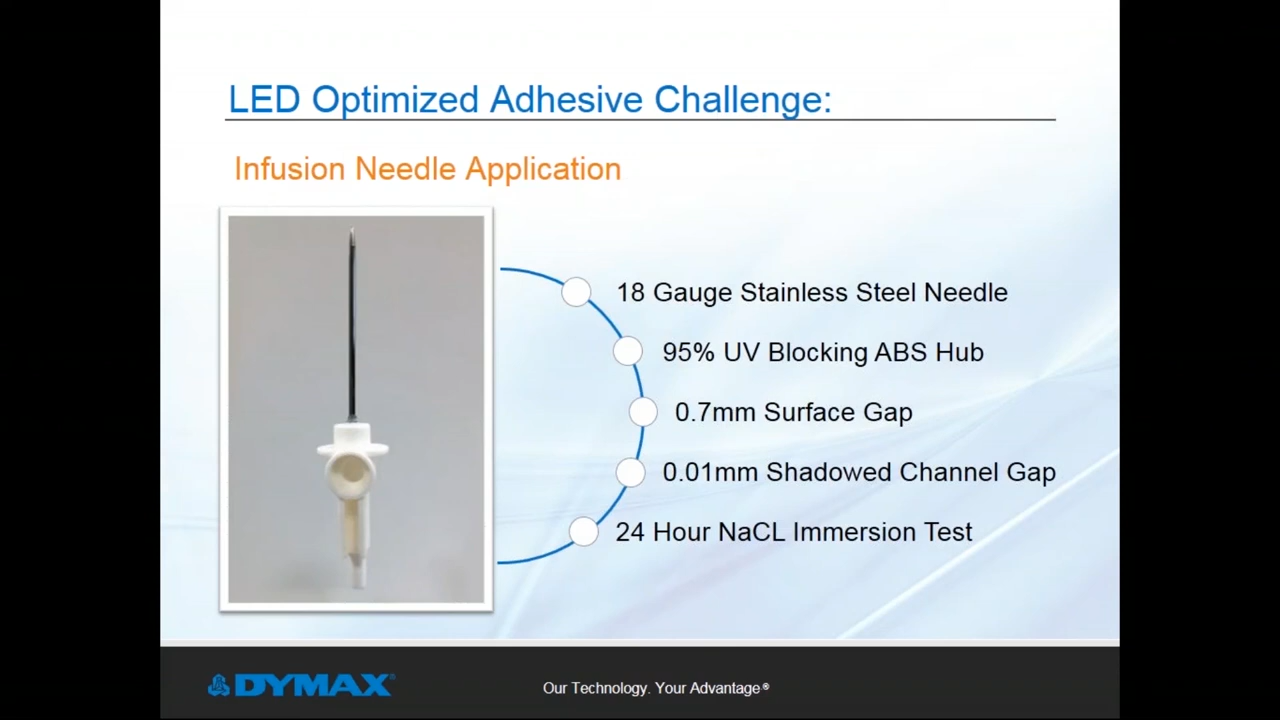 LED Optimized Adhesive Challenge:
Infusion Needle Application
18 Gauge Stainless Steel Needle
95% UV Blocking ABS Hub
0.7mm Surface Gap
0.01mm Shadowed Channel Gap
24 Hour NaCL Immersion Test
DYMAX®
Our Technology. Your Advantage®